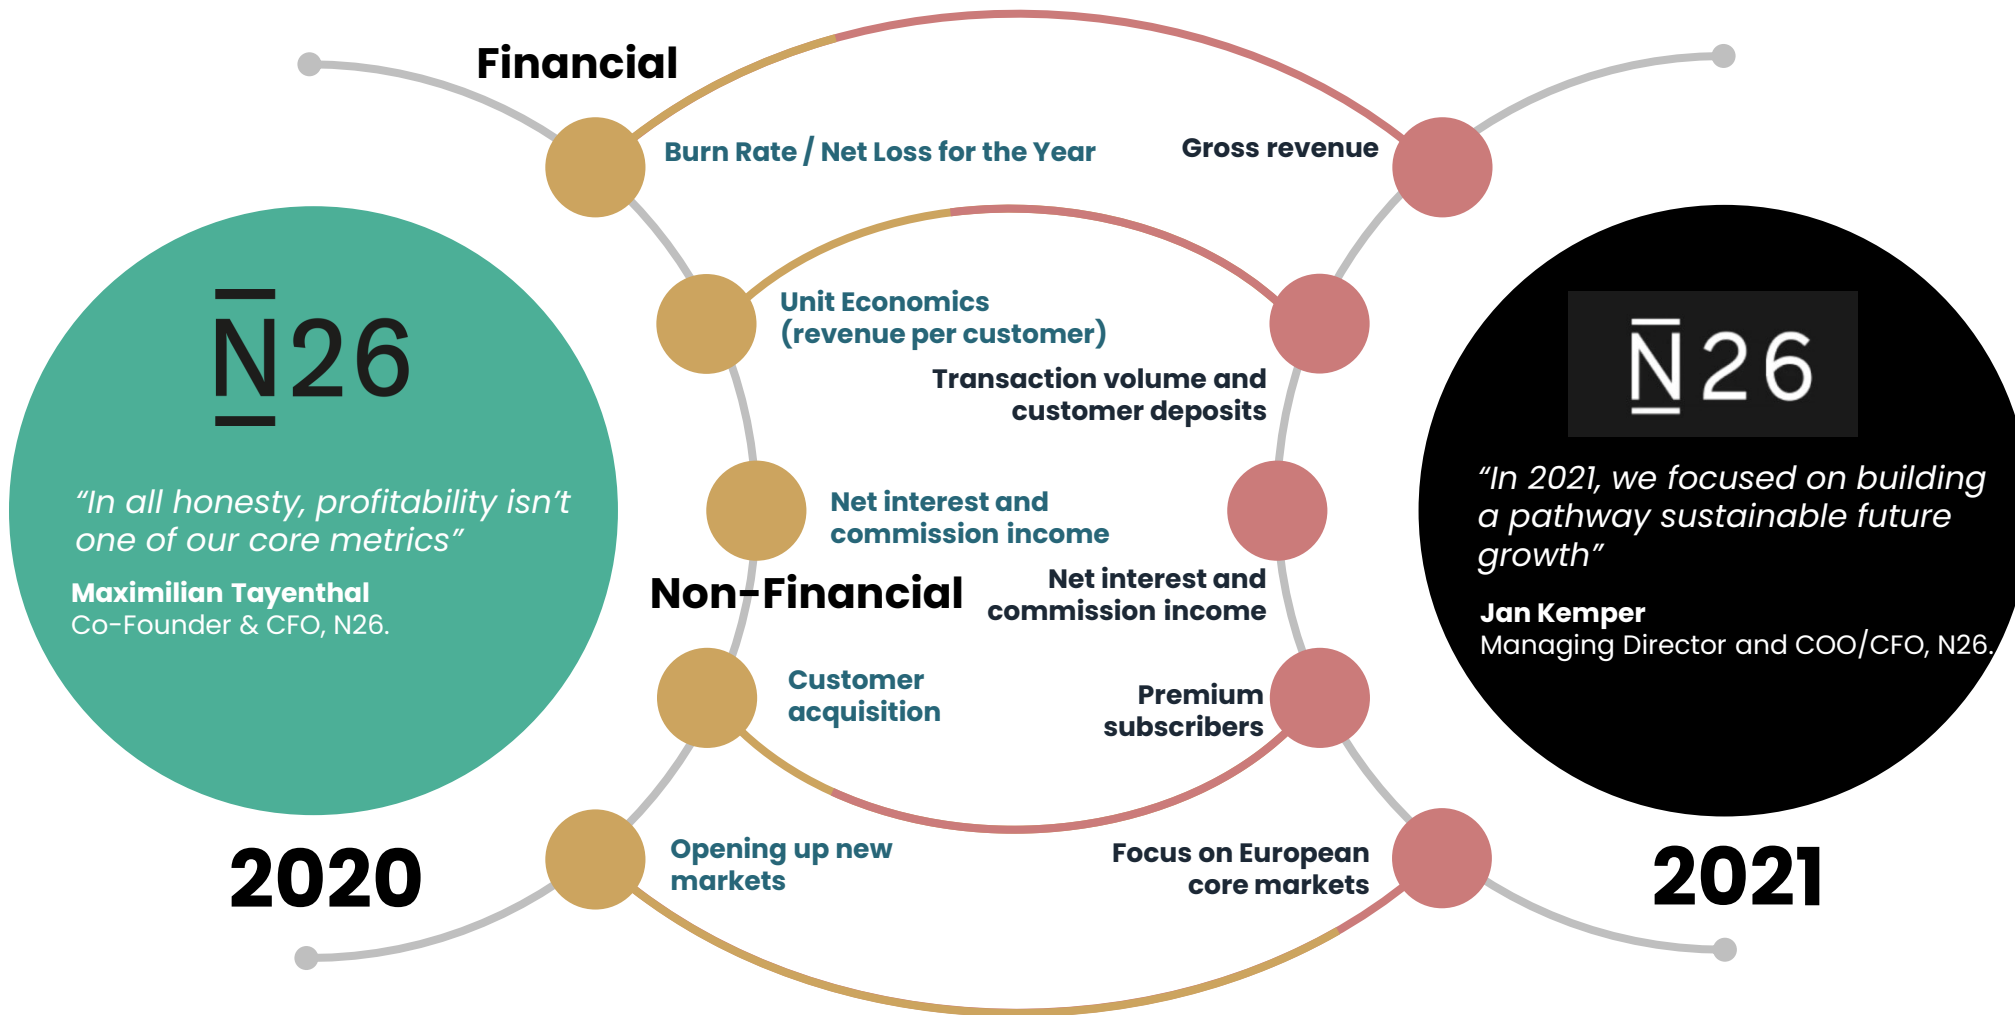 Financial
Burn Rate / Net Loss for the Year
Gross revenue
Unit Economics
(revenue per customer)
Transaction volume and
customer deposits
Net interest and
commission income
Net interest and
commission income
Non-Financial
Customer
acquisition
Premium
subscribers
Opening up new
markets
Focus on European
core markets
N26
“In all honesty, profitability isn’t
one of our core metrics”
Maximilian Tayenthal
Co-Founder & CFO, N26.
2020
N26
“In 2021, we focused on building
a pathway sustainable future
growth”
Jan Kemper
Managing Director and COO/CFO, N26.
2021